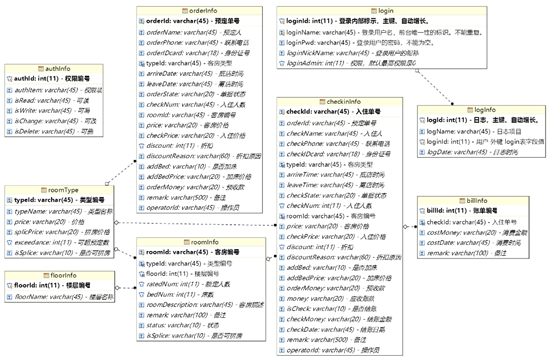 orderInfo
orderId: varchar(45) - 预定单号
orderName: varchar(45) - 预定人
orderPhone: varchar(45) - 联系电话
orderIDcard: varchar(18) - 身份证号
typeId: varchar(45) - 客房类型
arrireDate: varchar(45) - 抵店时间
leaveDate: varchar(45) - 离店时间
orderState: varchar(20) - 单据状态
checkNum: varchar(45) - 入住人数
roomId: varchar(45) - 客房编号
price: varchar(20) - 客房价格
checkPrice: varchar(20) - 入住价格
discount: int(11) - 折扣
discountReason: varchar(60) - 折扣原因
addBed: varchar(10) - 是否加床
addBedPrice: varchar(20) - 加床价格
orderMoney: varchar(20) - 预收款
remark: varchar(500) - 备注
operatorId: varchar(45) - 操作员
login
loginId: int(11) - 登录内部标示、主键、自动增长。
loginName: varchar(45) - 登录用户名，前台唯一性的标识。不能重复。
loginPwd: varchar(45) - 登录用户的密码，不能为空。
loginNickName: varchar(45) - 登录用户的昵称
loginAdmin: int(11) - 权限，
authInfo
authId: int(11) - 权限编号
authItem: varchar(45) - 权限
isRead: varchar(45) - 可读
isWrite: varchar(45) - 可写
isChange: varchar(45) - 可改
isDelete: varchar(45) - 可删
checkinInfo
checkId: varchar(45) - 入住单号
orderId: varchar(45) - 预定单号
checkName: varchar(45) - 入住人
checkPhone: varchar(45) - 联系电话
checkIDcard: varchar(18) - 身份证号
typeId: varchar(45) - 客房类型
arrireTime: varchar(45) - 抵店时间
leaveTime: varchar(45) - 离店时间
checkState: varchar(20) - 单据状态
checkNum: int(11) - 入住人数
roomId: varchar(45) - 客房编号
price: varchar(20) - 客房价格
checkPrice: varchar(20) - 入住价格
discount: int(11) - 折扣
discountReason: varchar(60) - 折扣原因
addBed: varchar(10) - 是否加床
addBedPrice: varchar(20) - 加床价格
orderMoney: varchar(20) - 预收款
money: varchar(20) - 应收账款
isCheck: varchar(10) - 是否结账
checkMoney: varchar(20) - 结账金额
checkDate: varchar(45) - 结账日期
remark: varchar(500) - 备注
operatorId: varchar(45) - 操作员
logInfo
logId: int(11) - 日志、主键、自动增长。
logName: varchar(45) - 日志项目
loginId: int(11) - 用户 外键 login表字段值
logDate: varchar(45) - 日志时间
roomType
typeId: varchar(45) - 类型编号
typeName: varchar(45) - 类型名称
price: varchar(20) - 价格
splicPrice: varchar(20) - 拼房价格
exceedance: int(11) - 可超预定数
isSplice: varchar(10) - 是否可拼房
billInfo
billId: int(11) - 账单编号
checkId: varchar(45) - 入住单号
costMoney: varchar(20) - 消费金额
costDate: varchar(45) - 消费时间
remark: varchar(100) - 备注
roomInfo
roomId: varchar(45) - 客房编号
typeId: varchar(45) - 类型编号
floorId: int(11) - 楼层编号
ratedNum: int(11) - 额定人数
bedNum: int(11) - 床数
roomDescription: varchar(45) - 客房描述
remark: varchar(100) - 备注
status: varchar(10) - 状态
isSplice: varchar(10) - 是否可拼房
floorInfo
floorId: int(11) - 楼层编号
floorName: varchar(45) - 楼层名称